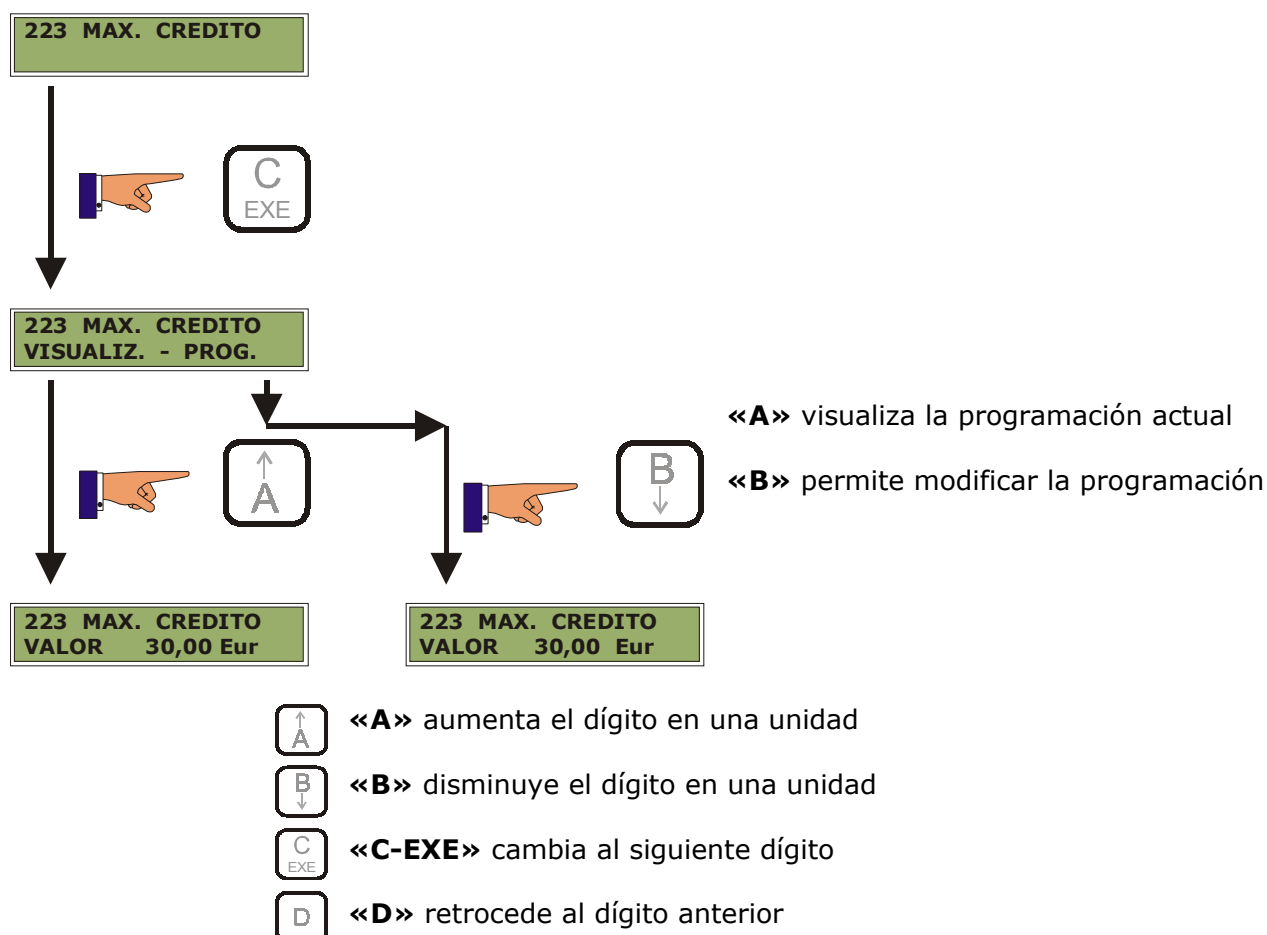 223 MAX. CREDITO
C
EXE
223 MAX. CREDITO
VISUALIZ. - PROG.
A
B
«A» visualiza la programación actual
«B» permite modificar la programación
223 MAX. CREDITO
VALOR 30,00 Eur
223 MAX. CREDITO
VALOR 30,00 Eur
A
«A» aumenta el dígito en una unidad
B
«B» disminuye el dígito en una unidad
C
EXE
«C-EXE» cambia al siguiente dígito
D
«D» retrocede al dígito anterior